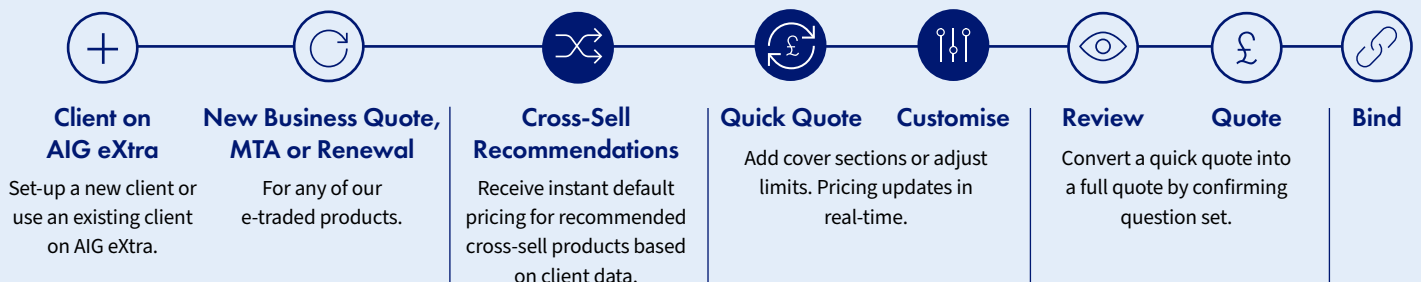 Client on
AIG eXtra
Set-up a new client or
use an existing client
on AIG eXtra.
New Business Quote,
MTA or Renewal
For any of our
e-traded products.
Cross-Sell
Recommendations
Receive instant default
pricing for recommended
cross-sell products based
on client data.
£
Quick Quote
Customise
Add cover sections or adjust
limits. Pricing updates in
real-time.
Review
£
Quote
Convert a quick quote into
a full quote by confirming
question set.
Bind